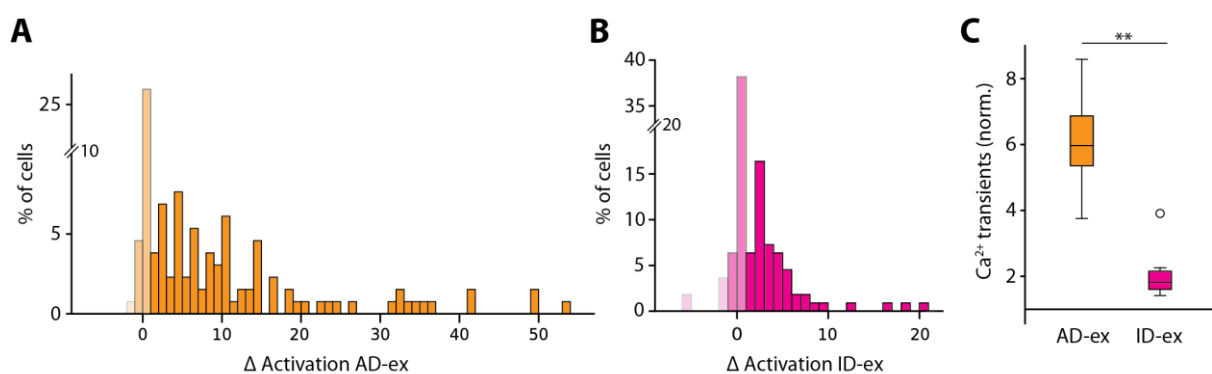 A
% of cells
25
10
5
0
0
10
20
30
40
50
Δ Activation AD-ex
B
% of cells
40
35
20
15
10
5
0
0
10
20
Δ Activation ID-ex
C
**
Ca²⁺ transients (norm.)
8
6
4
2
AD-ex
ID-ex